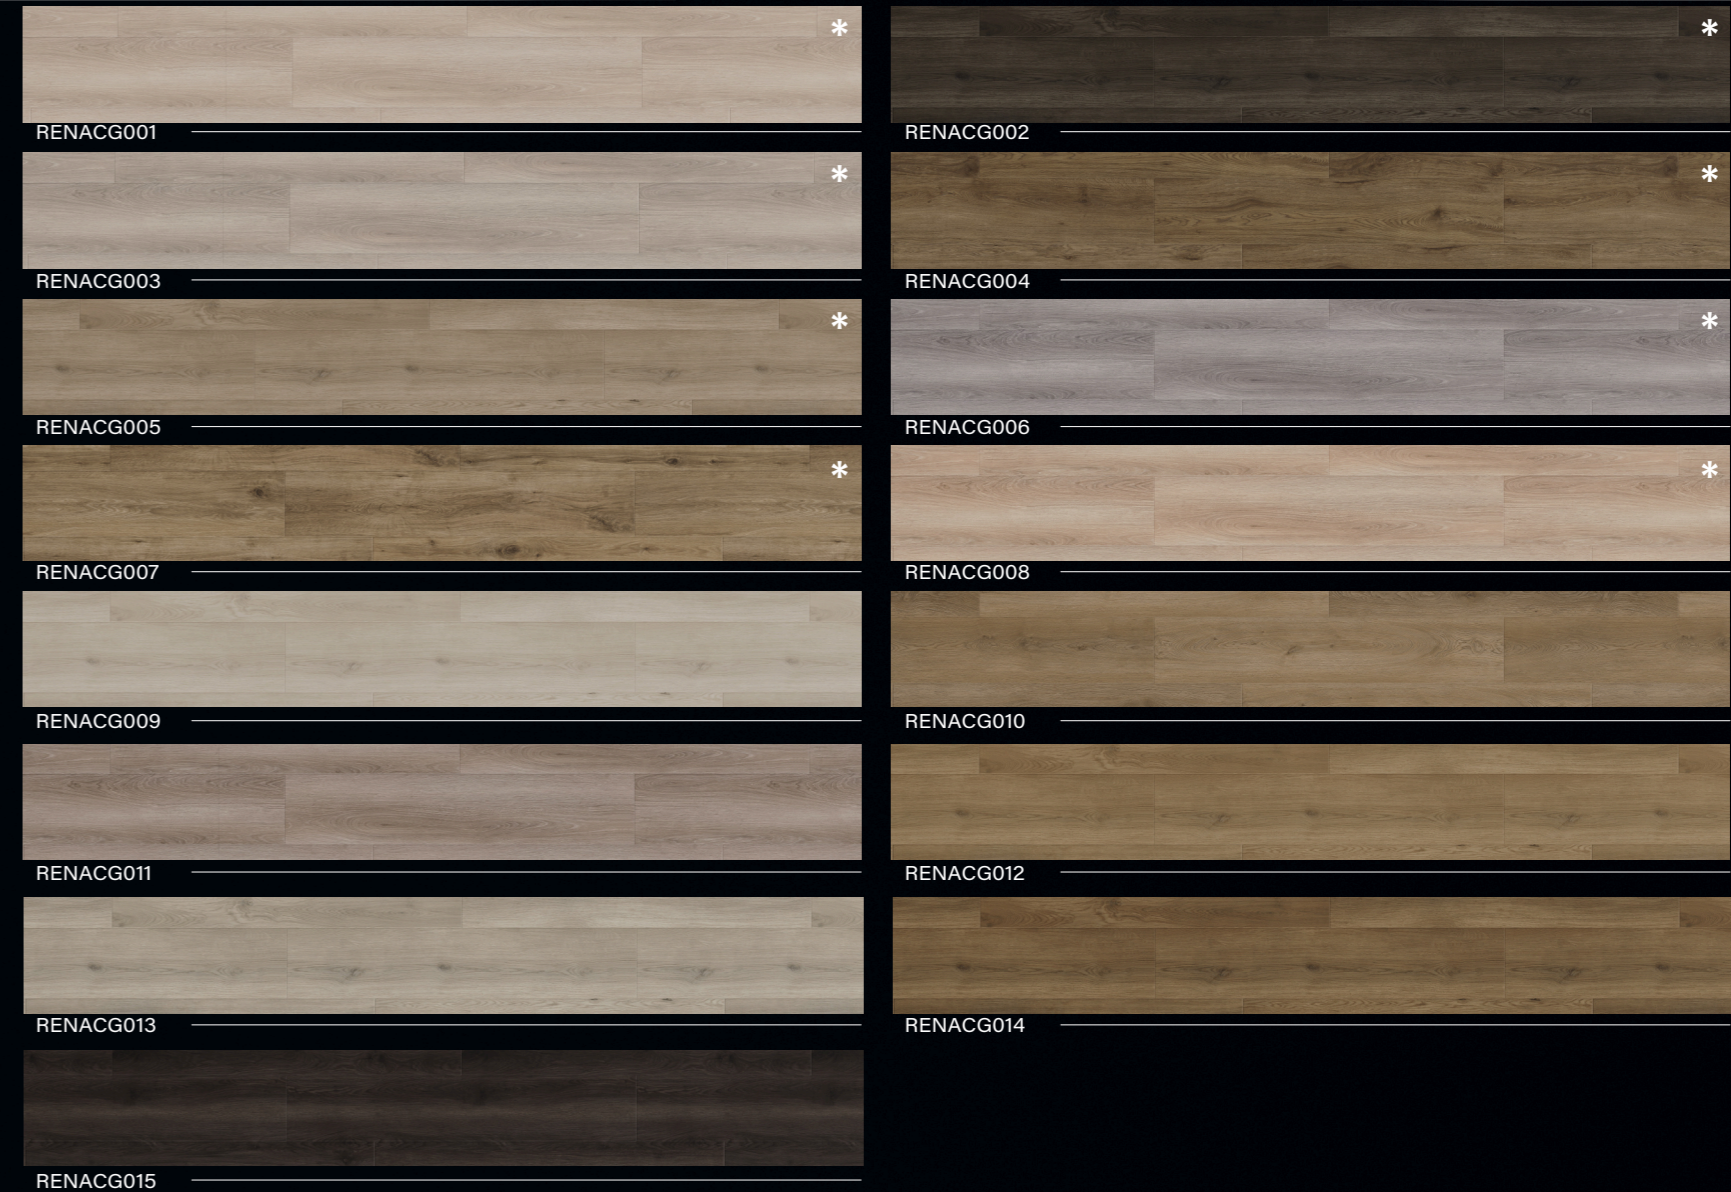 *
*
RENACG001
RENACG002
*
*
RENACG003
RENACG004
*
*
RENACG005
RENACG006
*
*
RENACG007
RENACG008
RENACG009
RENACG010
RENACG011
RENACG012
RENACG013
RENACG014
RENACG015